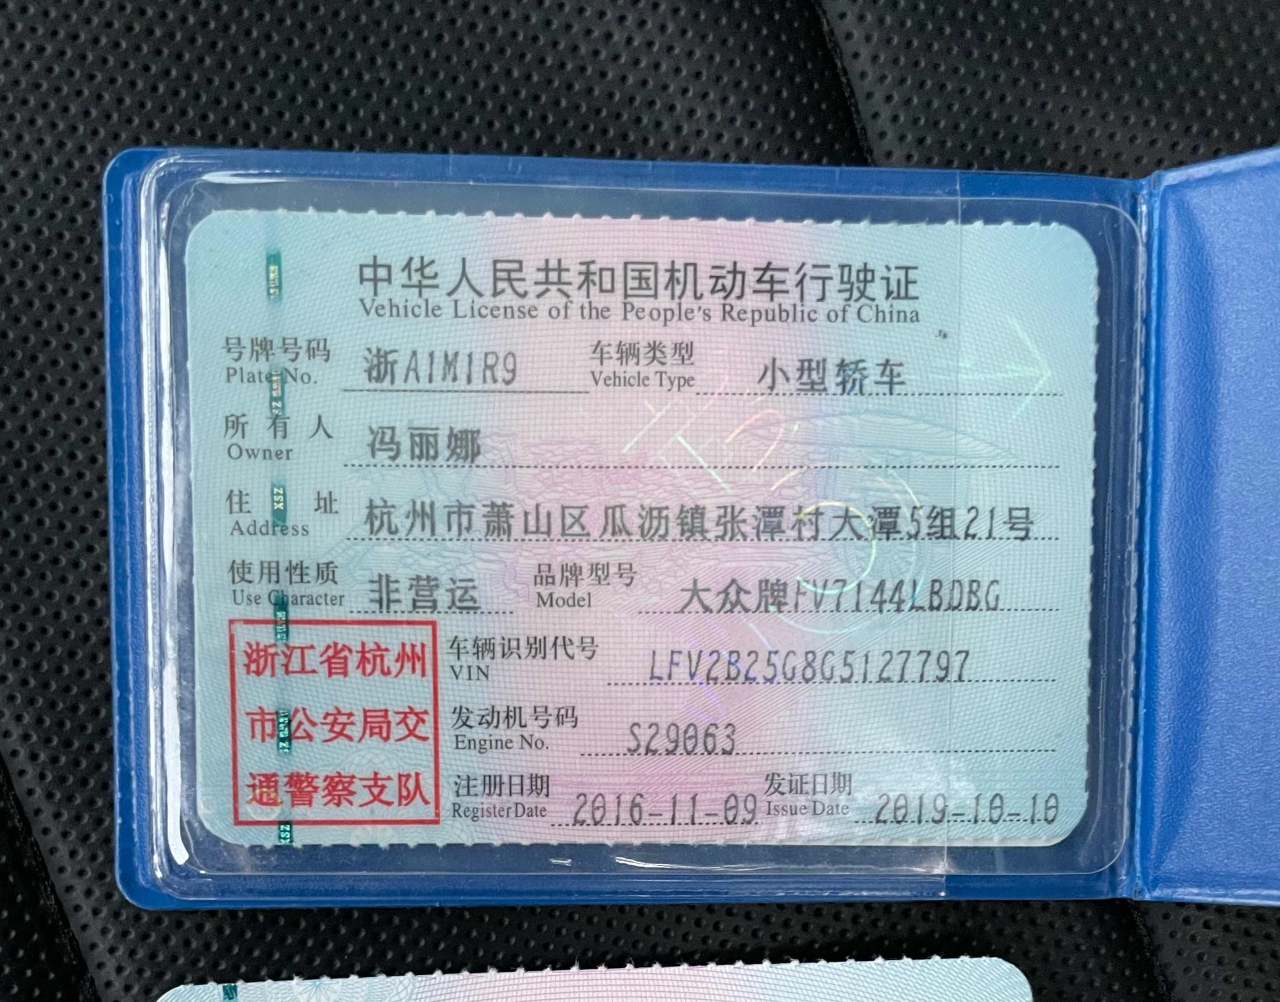 中华人民共和国机动车行驶证
Vehicle License of the People's Republic of China
号牌号码 浙A1M1R9 车辆类型 小型轿车
Plate No. Vehicle Type
所有人 冯丽娜
Owner
住址 杭州市萧山区瓜沥镇张潭村大潭5组21号
Address
使用性质 非营运 品牌型号 大众牌FV7144LBDBG
Use Character Model
浙江省杭州
市公安局交
通警察支队
车辆识别代号 LFV2B25G8G5127797
VIN
发动机号码 S29063
Engine No.
注册日期 2016-11-09 发证日期 2019-10-10
Register Date Issue Date
XSZ